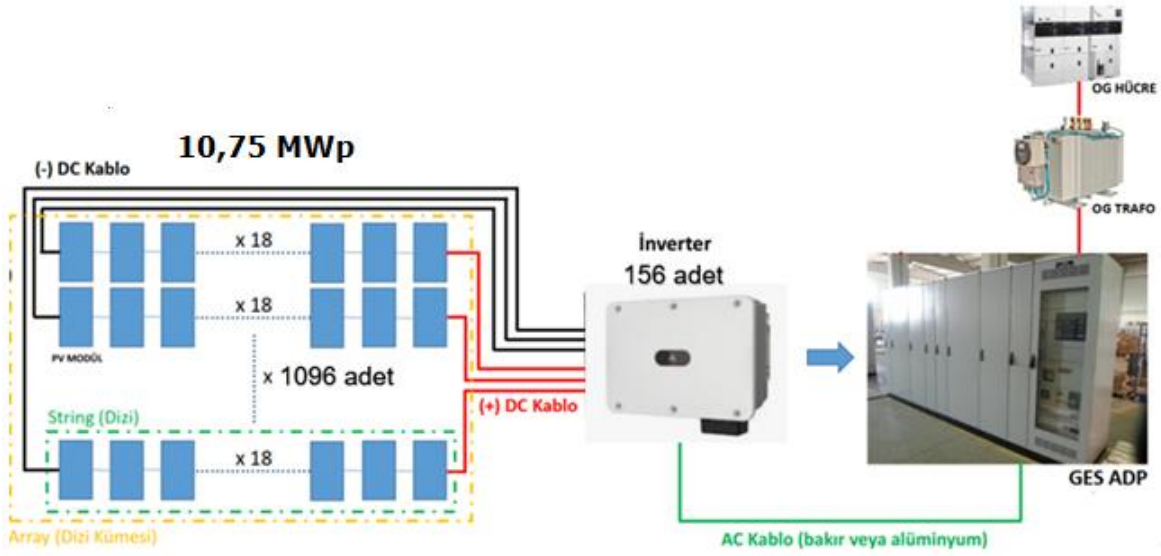 OG HÜCRE
10,75 MWp
(-) DC Kablo
OG TRAFO
x 18
İnverter
156 adet
x 18
PV MODÜL
x 1096 adet
(+) DC Kablo
String (Dizi)
x 18
GES ADP
Array (Dizi Kümesi)
AC Kablo (bakır veya alüminyum)